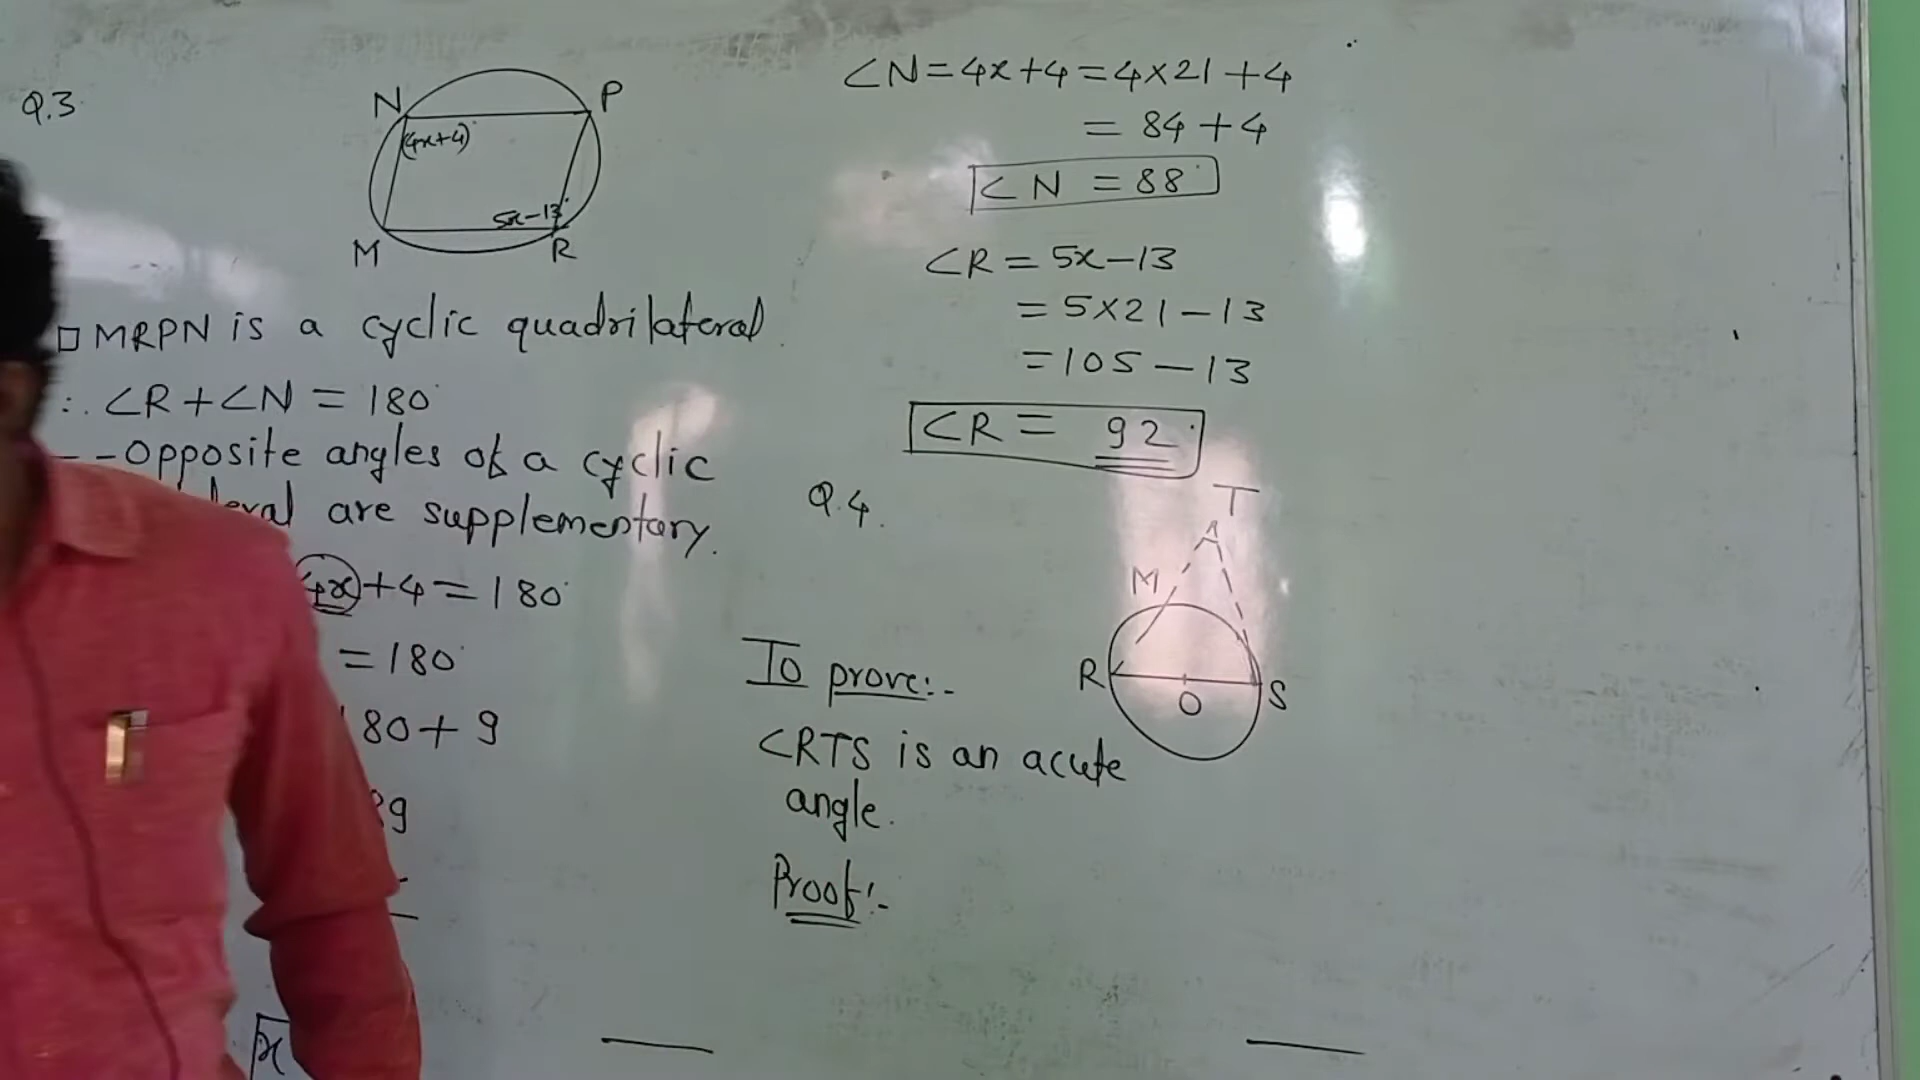 Q.3
N
P
(4x+4)°
5x-13°
M
R
□ MRPN is a cyclic quadrilateral
∴ ∠R+∠N = 180°
--Opposite angles of a cyclic
are supplementary.
4x+4=180°
=180°
80+9
9
x
∠N=4x+4=4×21+4
= 84+4
∠N = 88°
∠R = 5x-13
= 5×21-13
=105-13
∠R = 92°
Q.4.
T
M
R
O
S
To prove:-
∠RTS is an acute
angle.
Proof:-